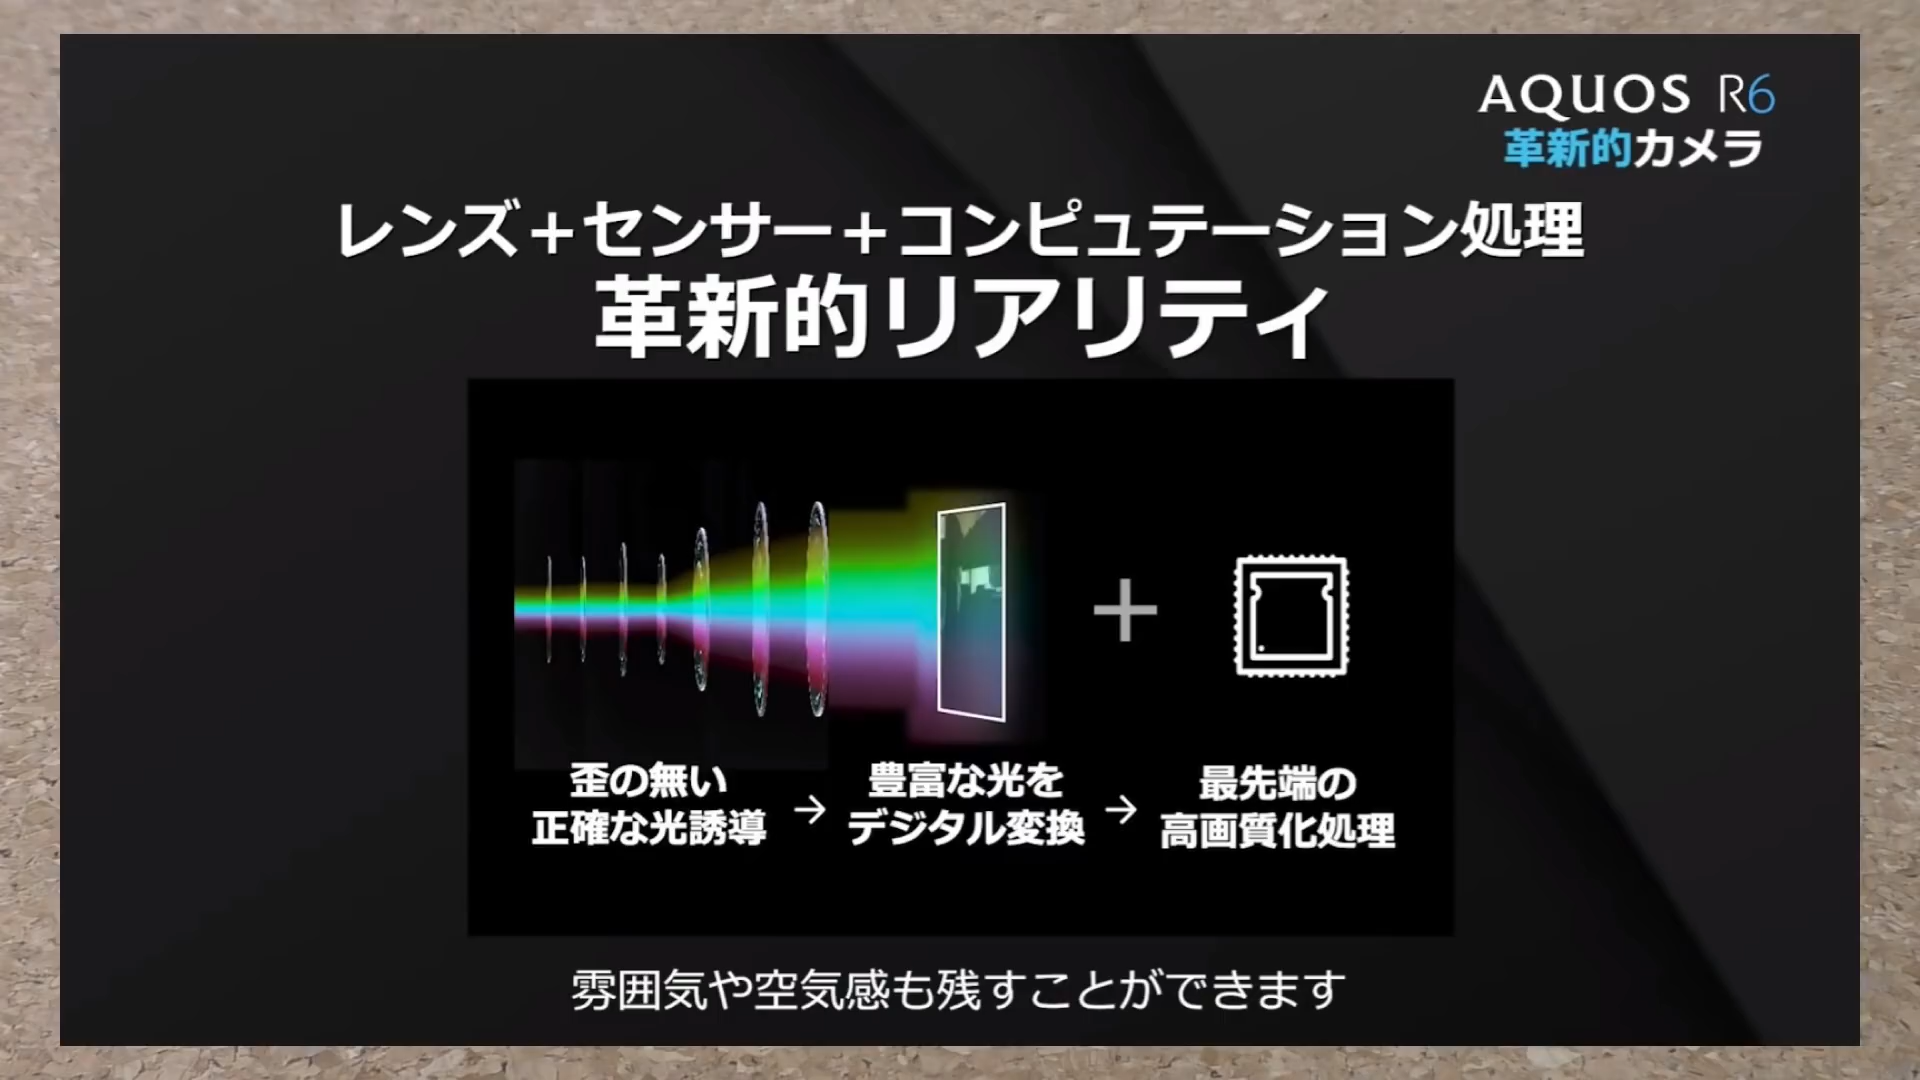 AQUOS R6
革新的カメラ
レンズ＋センサー＋コンピュテーション処理
革新的リアリティ
歪の無い
正確な光誘導
→
豊富な光を
デジタル変換
→
最先端の
高画質化処理
雰囲気や空気感も残すことができます